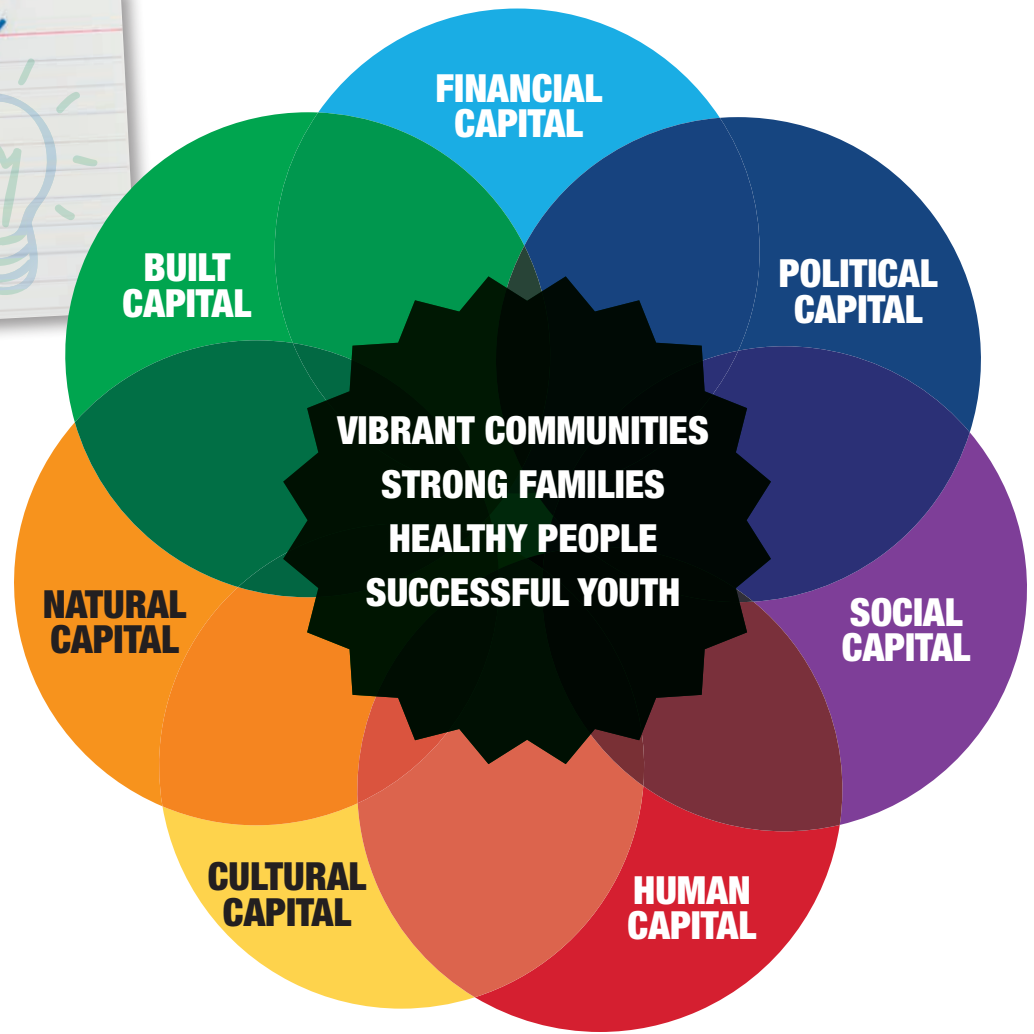 FINANCIAL
CAPITAL
BUILT
CAPITAL
POLITICAL
CAPITAL
VIBRANT COMMUNITIES
STRONG FAMILIES
HEALTHY PEOPLE
SUCCESSFUL YOUTH
NATURAL
CAPITAL
SOCIAL
CAPITAL
CULTURAL
CAPITAL
HUMAN
CAPITAL